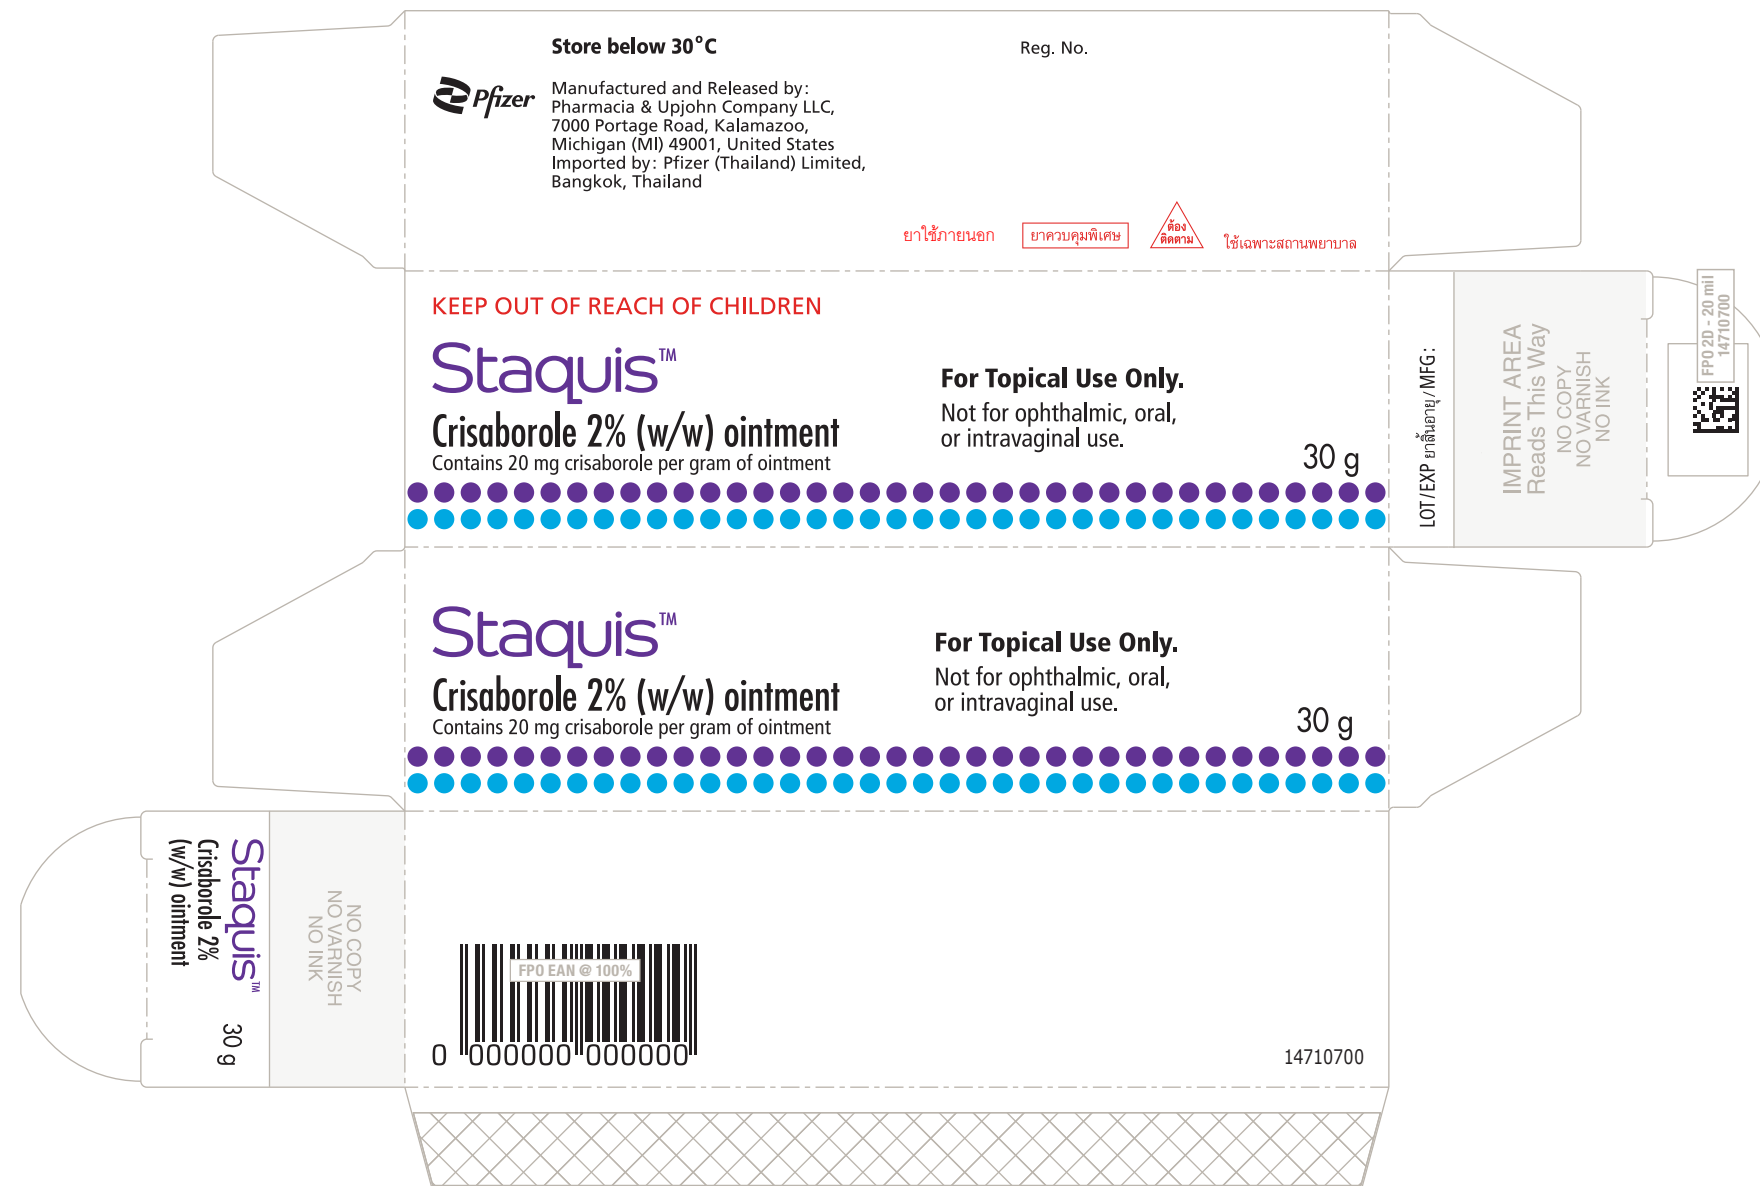 Store below 30°C
Reg. No.
Pfizer
Manufactured and Released by:
Pharmacia & Upjohn Company LLC,
7000 Portage Road, Kalamazoo,
Michigan (MI) 49001, United States
Imported by: Pfizer (Thailand) Limited,
Bangkok, Thailand
ยาใช้ภายนอก
ยาควบคุมพิเศษ
ต้อง
ติดตาม
ใช้เฉพาะสถานพยาบาล
KEEP OUT OF REACH OF CHILDREN
Staquis™
Crisaborole 2% (w/w) ointment
Contains 20 mg crisaborole per gram of ointment
For Topical Use Only.
Not for ophthalmic, oral,
or intravaginal use.
30 g
LOT/EXP ยาสิ้นอายุ/MFG:
IMPRINT AREA
Reads This Way
NO COPY
NO VARNISH
NO INK
FPO 2D - 20 mil
14710700
Staquis™
Crisaborole 2% (w/w) ointment
Contains 20 mg crisaborole per gram of ointment
For Topical Use Only.
Not for ophthalmic, oral,
or intravaginal use.
30 g
Staquis™
Crisaborole 2%
(w/w) ointment
30 g
NO COPY
NO VARNISH
NO INK
FPO EAN @ 100%
0 000000 000000
14710700